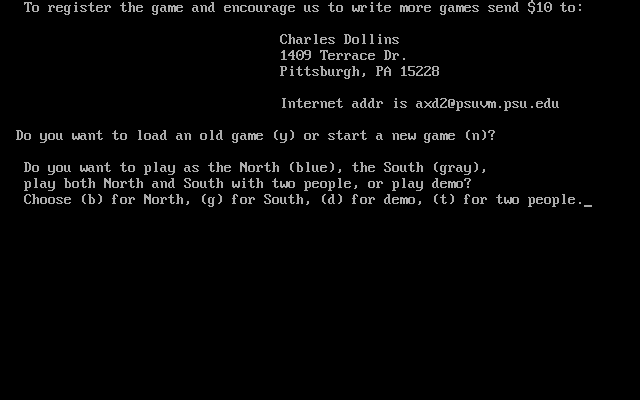 To register the game and encourage us to write more games send $10 to:
Charles Dollins
1409 Terrace Dr.
Pittsburgh, PA 15228
Internet addr is axd2@psuvm.psu.edu
Do you want to load an old game (y) or start a new game (n)?
Do you want to play as the North (blue), the South (gray),
play both North and South with two people, or play demo?
Choose (b) for North, (g) for South, (d) for demo, (t) for two people._